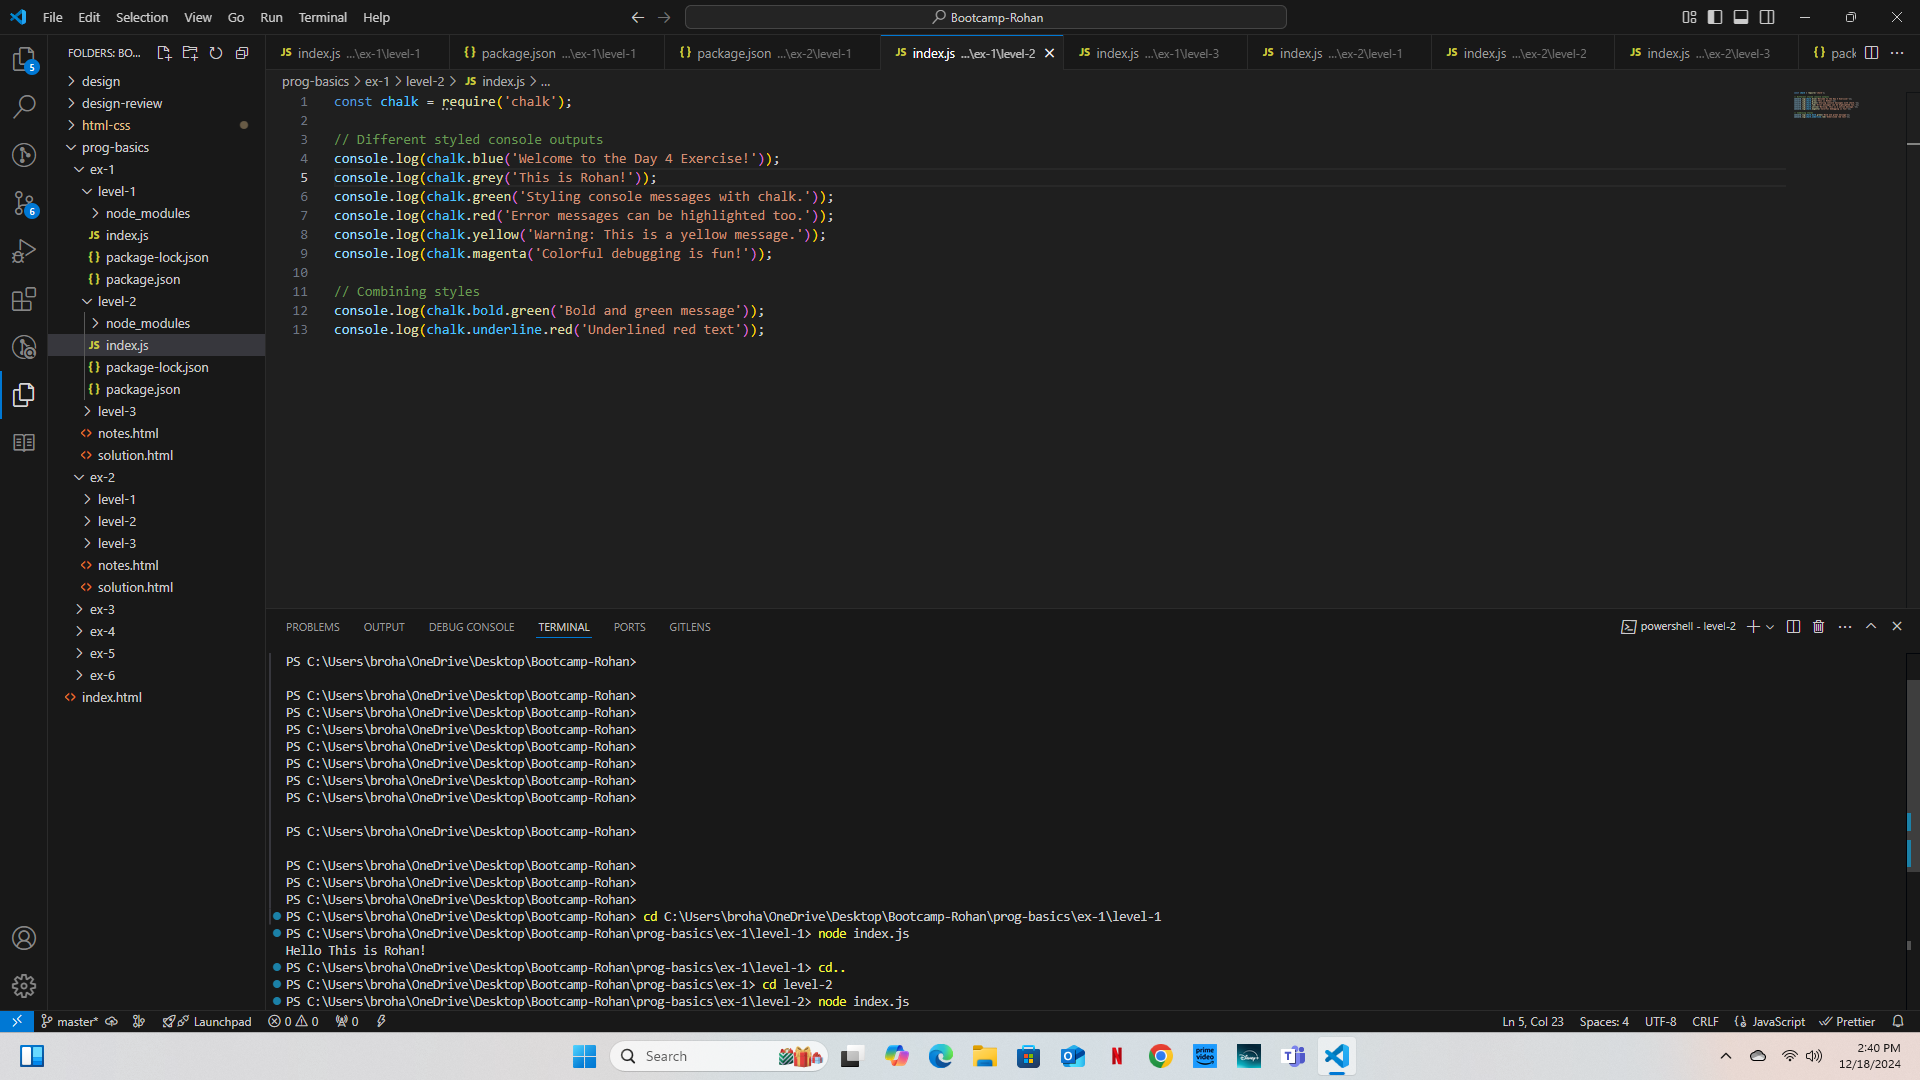 File Edit Selection View Go Run Terminal Help
Bootcamp-Rohan
FOLDERS: BO...
index.js ...\ex-1\level-1
package.json ...\ex-1\level-1
package.json ...\ex-2\level-1
index.js ...\ex-1\level-2
index.js ...\ex-1\level-3
index.js ...\ex-2\level-1
index.js ...\ex-2\level-2
index.js ...\ex-2\level-3
pack
5
6
design
design-review
html-css
prog-basics
ex-1
level-1
node_modules
JS index.js
{} package-lock.json
{} package.json
level-2
node_modules
JS index.js
{} package-lock.json
{} package.json
level-3
<> notes.html
<> solution.html
ex-2
level-1
level-2
level-3
<> notes.html
<> solution.html
ex-3
ex-4
ex-5
ex-6
<> index.html
prog-basics > ex-1 > level-2 > JS index.js > ...
1 const chalk = require('chalk');
2
3 // Different styled console outputs
4 console.log(chalk.blue('Welcome to the Day 4 Exercise!'));
5 console.log(chalk.grey('This is Rohan!'));
6 console.log(chalk.green('Styling console messages with chalk.'));
7 console.log(chalk.red('Error messages can be highlighted too.'));
8 console.log(chalk.yellow('Warning: This is a yellow message.'));
9 console.log(chalk.magenta('Colorful debugging is fun!'));
10
11 // Combining styles
12 console.log(chalk.bold.green('Bold and green message'));
13 console.log(chalk.underline.red('Underlined red text'));
PROBLEMS OUTPUT DEBUG CONSOLE TERMINAL PORTS GITLENS
powershell - level-2
PS C:\Users\broha\OneDrive\Desktop\Bootcamp-Rohan>
PS C:\Users\broha\OneDrive\Desktop\Bootcamp-Rohan>
PS C:\Users\broha\OneDrive\Desktop\Bootcamp-Rohan>
PS C:\Users\broha\OneDrive\Desktop\Bootcamp-Rohan>
PS C:\Users\broha\OneDrive\Desktop\Bootcamp-Rohan>
PS C:\Users\broha\OneDrive\Desktop\Bootcamp-Rohan>
PS C:\Users\broha\OneDrive\Desktop\Bootcamp-Rohan>
PS C:\Users\broha\OneDrive\Desktop\Bootcamp-Rohan>
PS C:\Users\broha\OneDrive\Desktop\Bootcamp-Rohan>
PS C:\Users\broha\OneDrive\Desktop\Bootcamp-Rohan>
PS C:\Users\broha\OneDrive\Desktop\Bootcamp-Rohan>
PS C:\Users\broha\OneDrive\Desktop\Bootcamp-Rohan>
PS C:\Users\broha\OneDrive\Desktop\Bootcamp-Rohan> cd C:\Users\broha\OneDrive\Desktop\Bootcamp-Rohan\prog-basics\ex-1\level-1
PS C:\Users\broha\OneDrive\Desktop\Bootcamp-Rohan\prog-basics\ex-1\level-1> node index.js
Hello This is Rohan!
PS C:\Users\broha\OneDrive\Desktop\Bootcamp-Rohan\prog-basics\ex-1\level-1> cd..
PS C:\Users\broha\OneDrive\Desktop\Bootcamp-Rohan\prog-basics\ex-1> cd level-2
PS C:\Users\broha\OneDrive\Desktop\Bootcamp-Rohan\prog-basics\ex-1\level-2> node index.js
master* Launchpad 0 0 0
Ln 5, Col 23 Spaces: 4 UTF-8 CRLF {} JavaScript Prettier
Search
prime video
Disney+
2:40 PM
12/18/2024